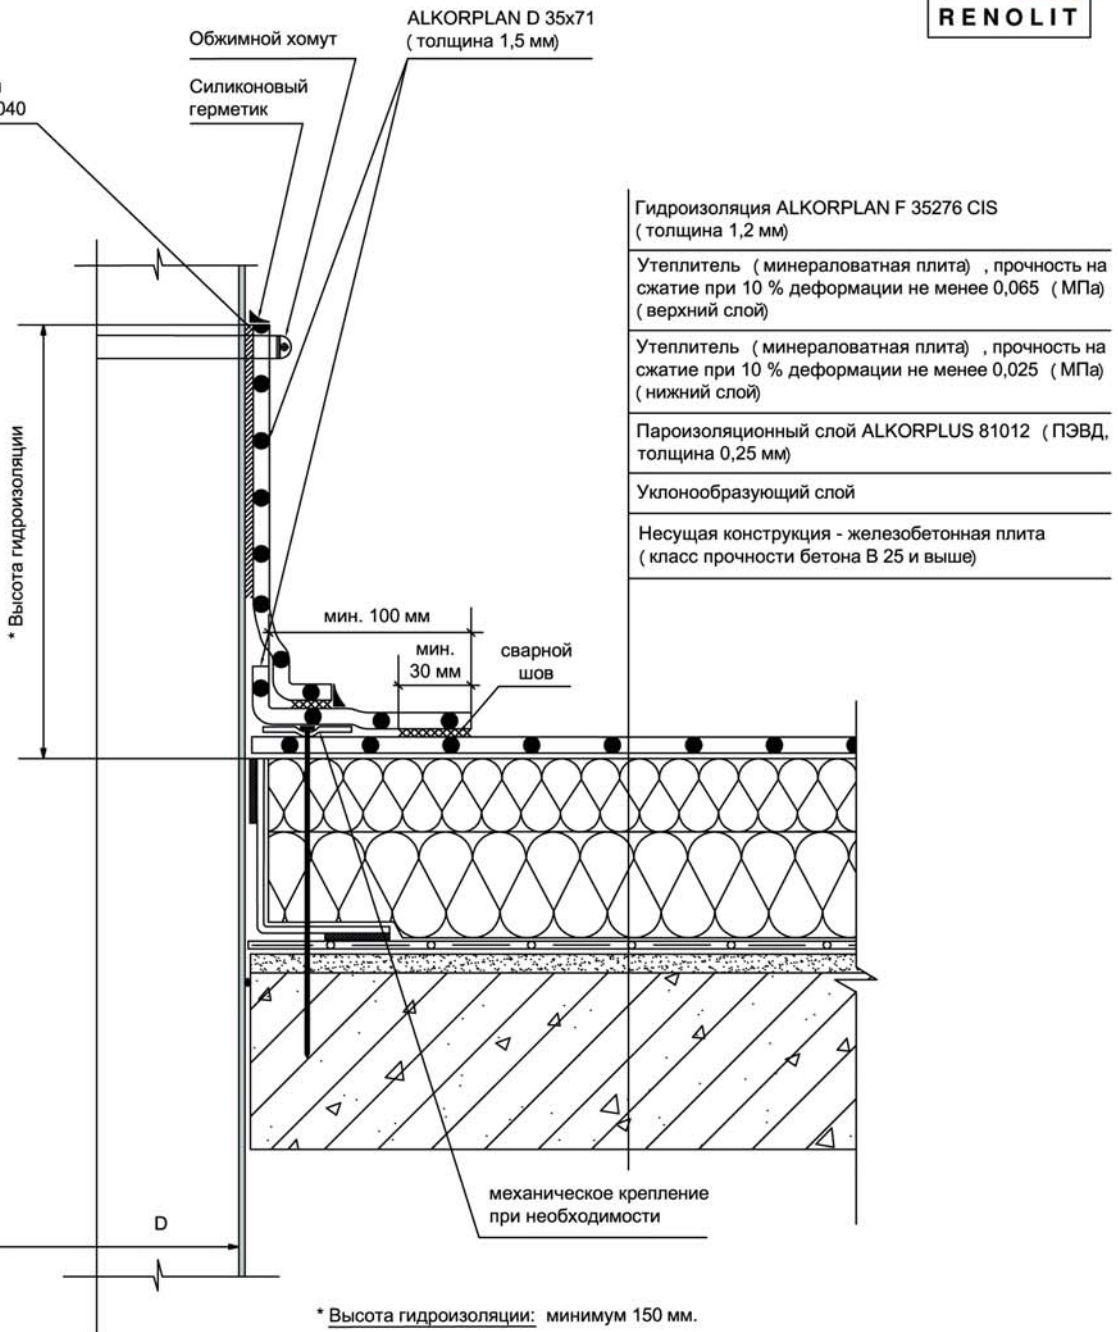 RENOLIT
ALKORPLAN D 35x71
( толщина 1,5 мм)
Обжимной хомут
Силиконовый
герметик
040
Гидроизоляция ALKORPLAN F 35276 CIS
( толщина 1,2 мм)
Утеплитель ( минераловатная плита) , прочность на
сжатие при 10 % деформации не менее 0,065 ( МПа)
( верхний слой)
Утеплитель ( минераловатная плита) , прочность на
сжатие при 10 % деформации не менее 0,025 ( МПа)
( нижний слой)
Пароизоляционный слой ALKORPLUS 81012 ( ПЭВД,
толщина 0,25 мм)
Уклонообразующий слой
Несущая конструкция - железобетонная плита
( класс прочности бетона В 25 и выше)
* Высота гидроизоляции
мин. 100 мм
мин.
30 мм
сварной
шов
механическое крепление
при необходимости
D
* Высота гидроизоляции: минимум 150 мм.